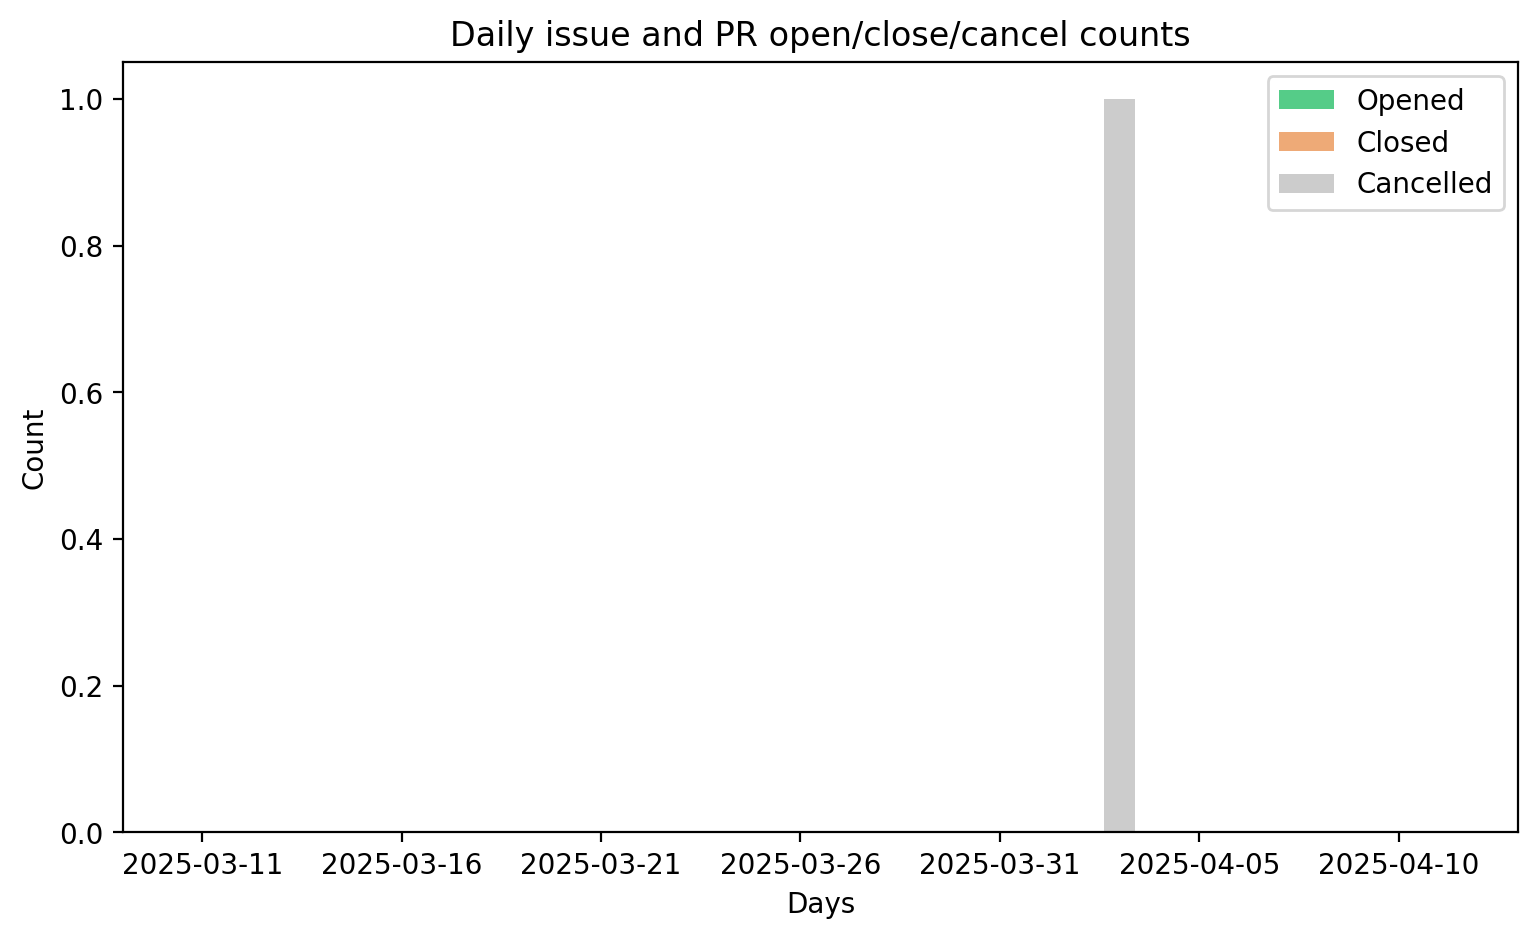 Daily issue and PR open/close/cancel counts
Opened
Closed
Cancelled
1.0
0.8
0.6
0.4
0.2
0.0
Count
2025-03-11 2025-03-16 2025-03-21 2025-03-26 2025-03-31 2025-04-05 2025-04-10
Days